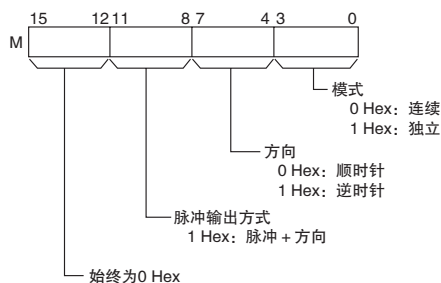 15 12 11 8 7 4 3 0
M
模式
0 Hex：连续
1 Hex：独立
方向
0 Hex：顺时针
1 Hex：逆时针
脉冲输出方式
1 Hex：脉冲 + 方向
始终为0 Hex